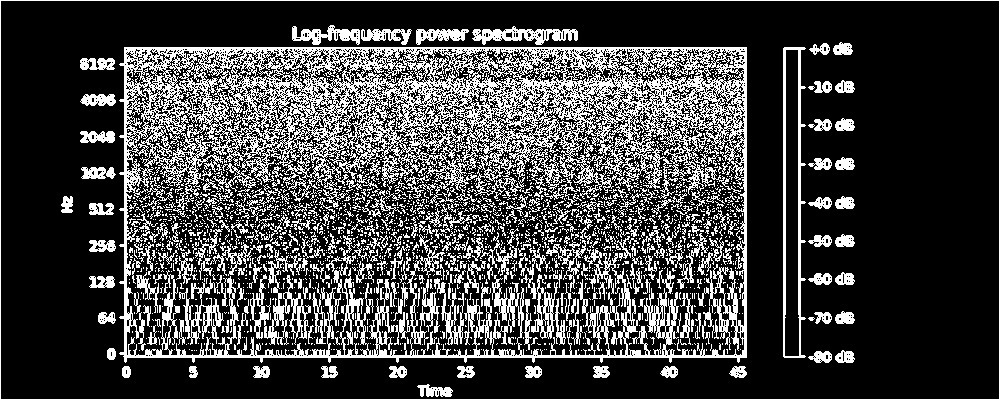 Log-frequency power spectrogram
Hz
8192
4096
2048
1024
512
256
128
64
0
0 5 10 15 20 25 30 35 40 45
Time
+0 dB
-10 dB
-20 dB
-30 dB
-40 dB
-50 dB
-60 dB
-70 dB
-80 dB